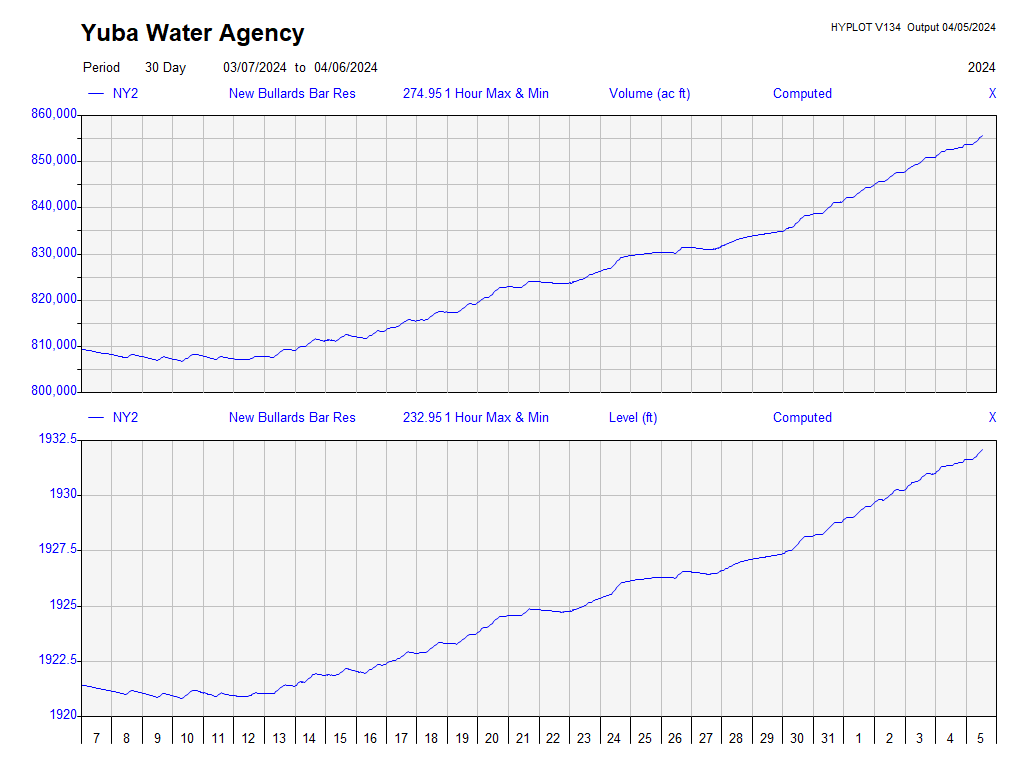 Yuba Water Agency
HYPLOT V134 Output 04/05/2024
Period 30 Day 03/07/2024 to 04/06/2024 2024
NY2 New Bullards Bar Res 274.95 1 Hour Max & Min Volume (ac ft) Computed X
860,000
850,000
840,000
830,000
820,000
810,000
800,000
NY2 New Bullards Bar Res 232.95 1 Hour Max & Min Level (ft) Computed X
1932.5
1930
1927.5
1925
1922.5
1920
7 8 9 10 11 12 13 14 15 16 17 18 19 20 21 22 23 24 25 26 27 28 29 30 31 1 2 3 4 5